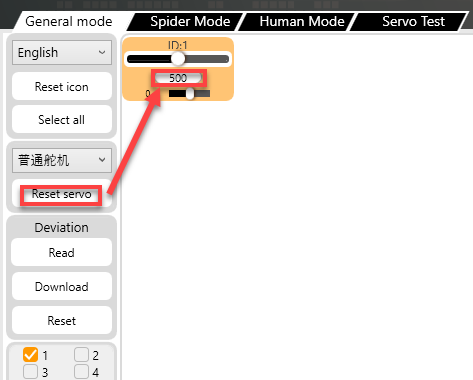 General mode
Spider Mode
Human Mode
Servo Test
English
Reset icon
Select all
普通舵机
Reset servo
Deviation
Read
Download
Reset
1
2
3
4
ID:1
500
0